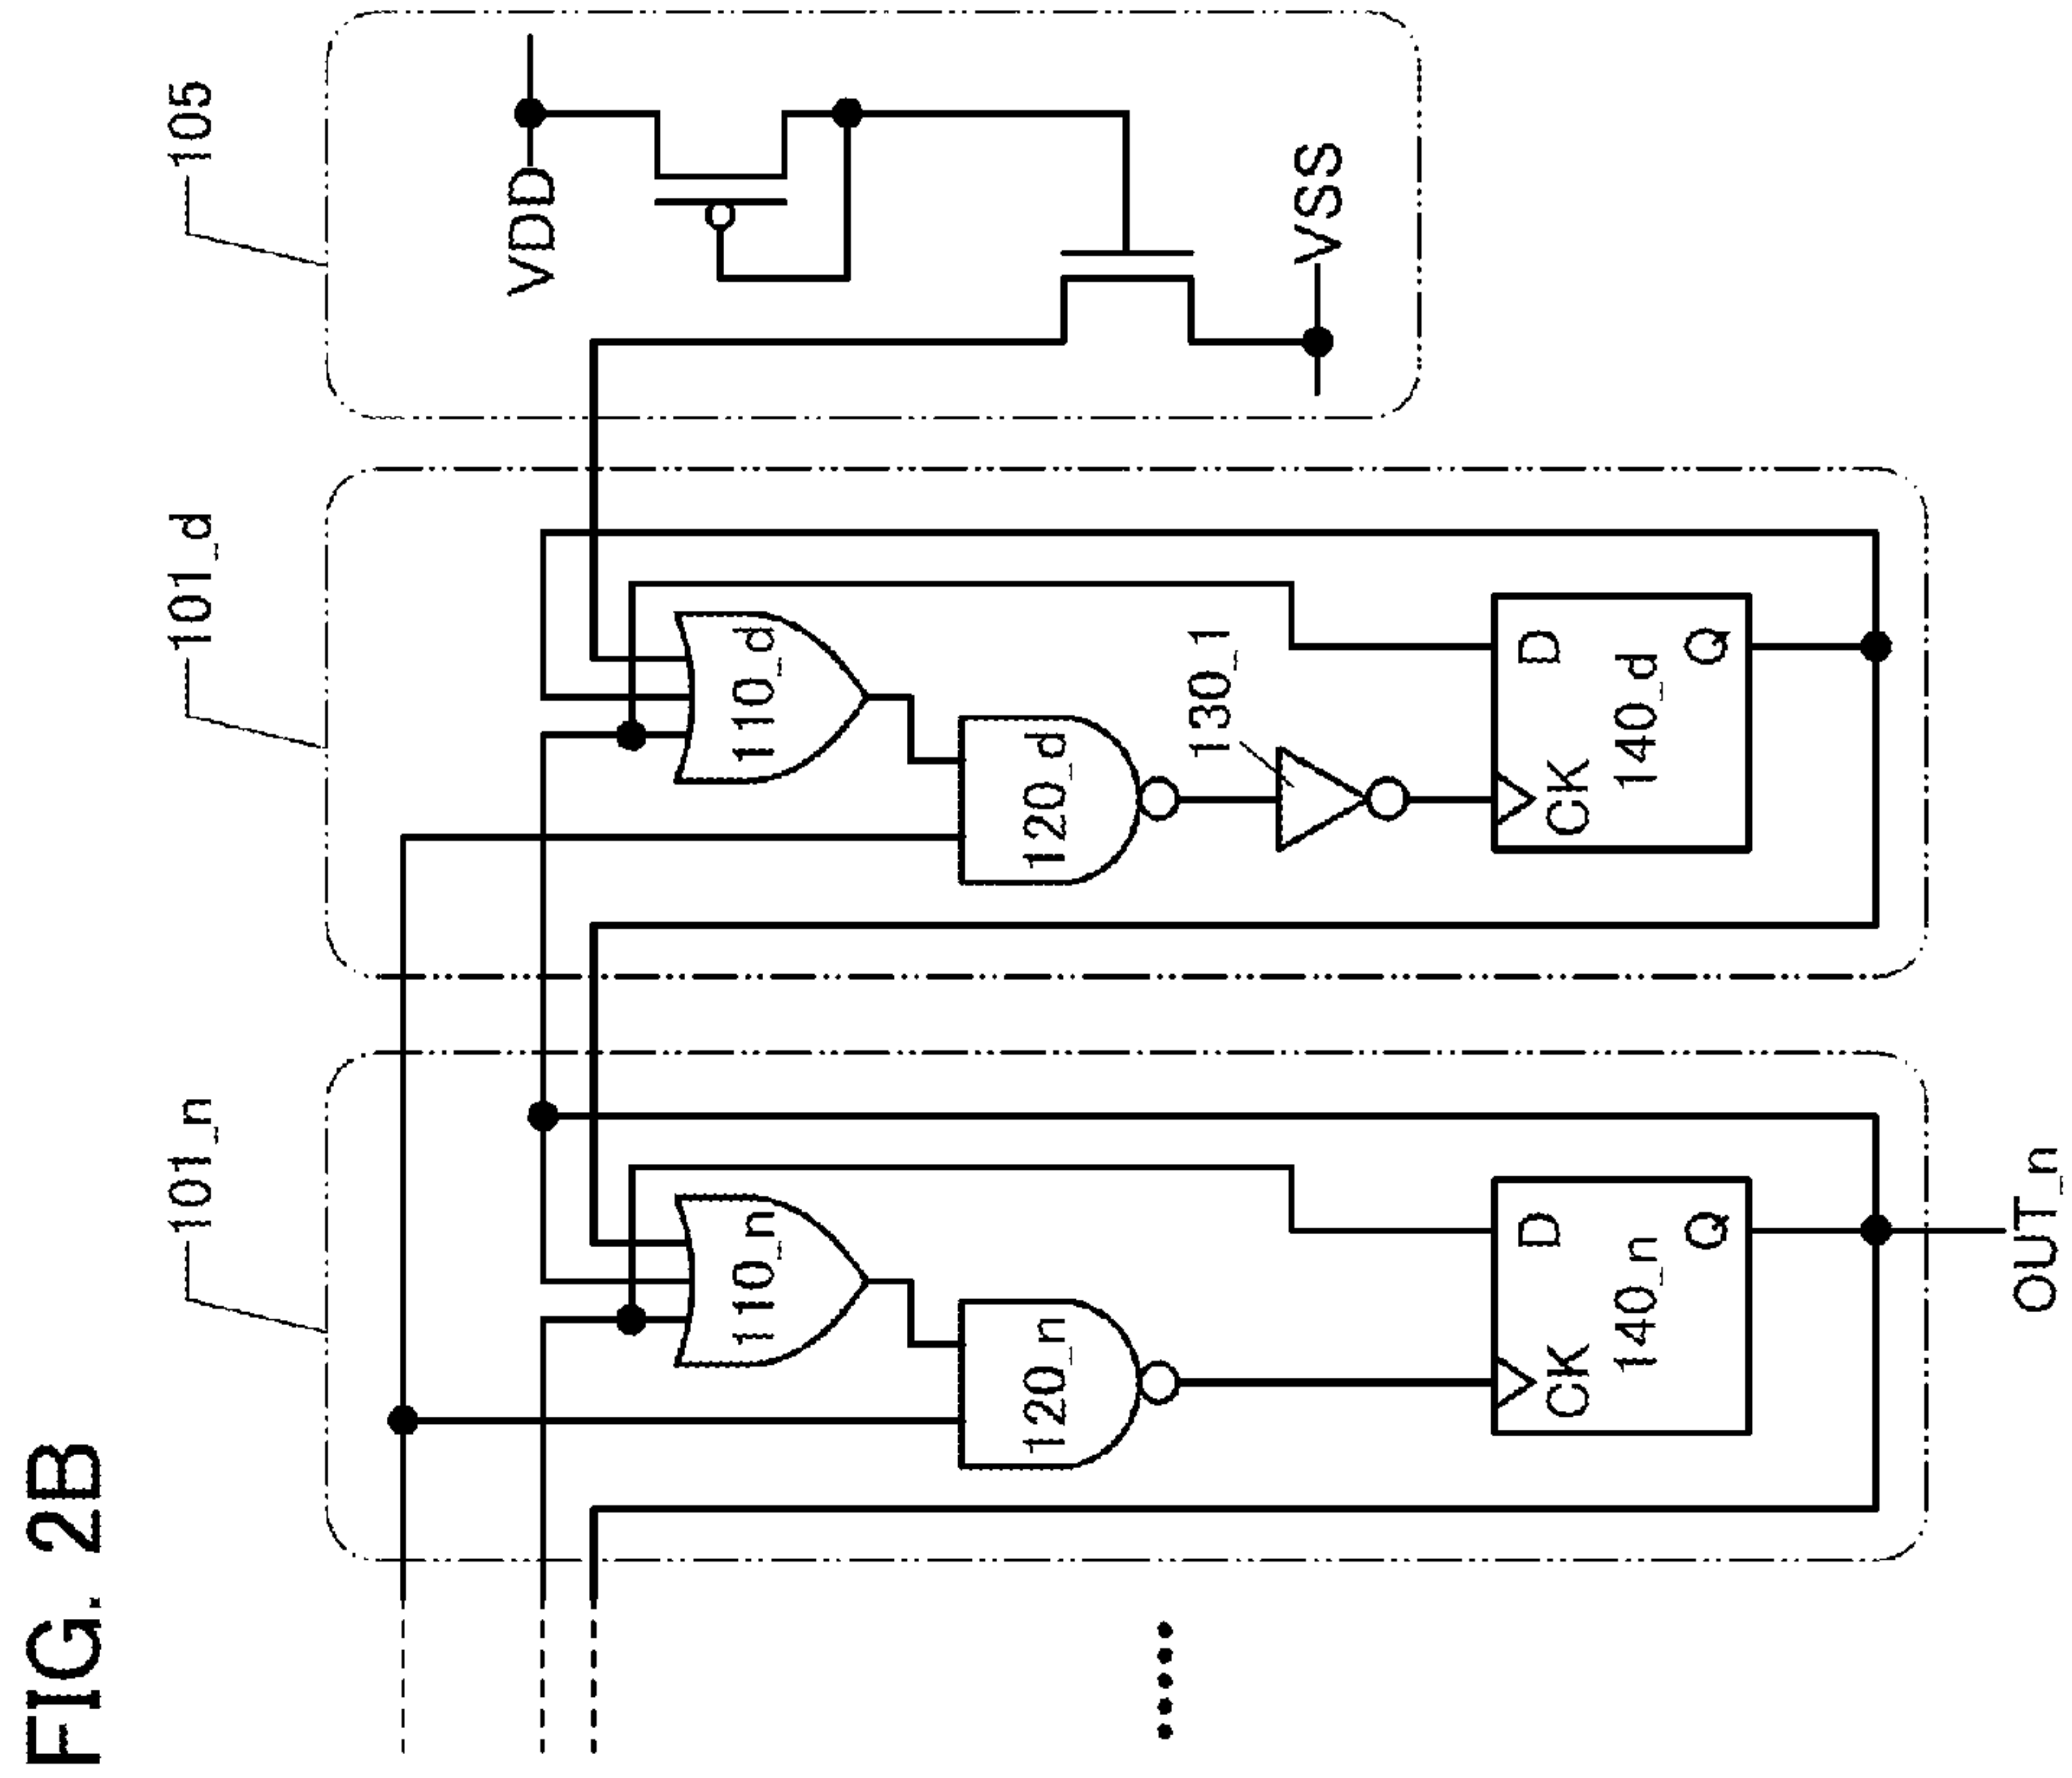 FIG. 2B
101_n
101_d
105
VDD
VSS
110_n
110_d
120_n
120_d
130_1
D
CK
140_n
Q
D
CK
140_d
Q
OUT_n